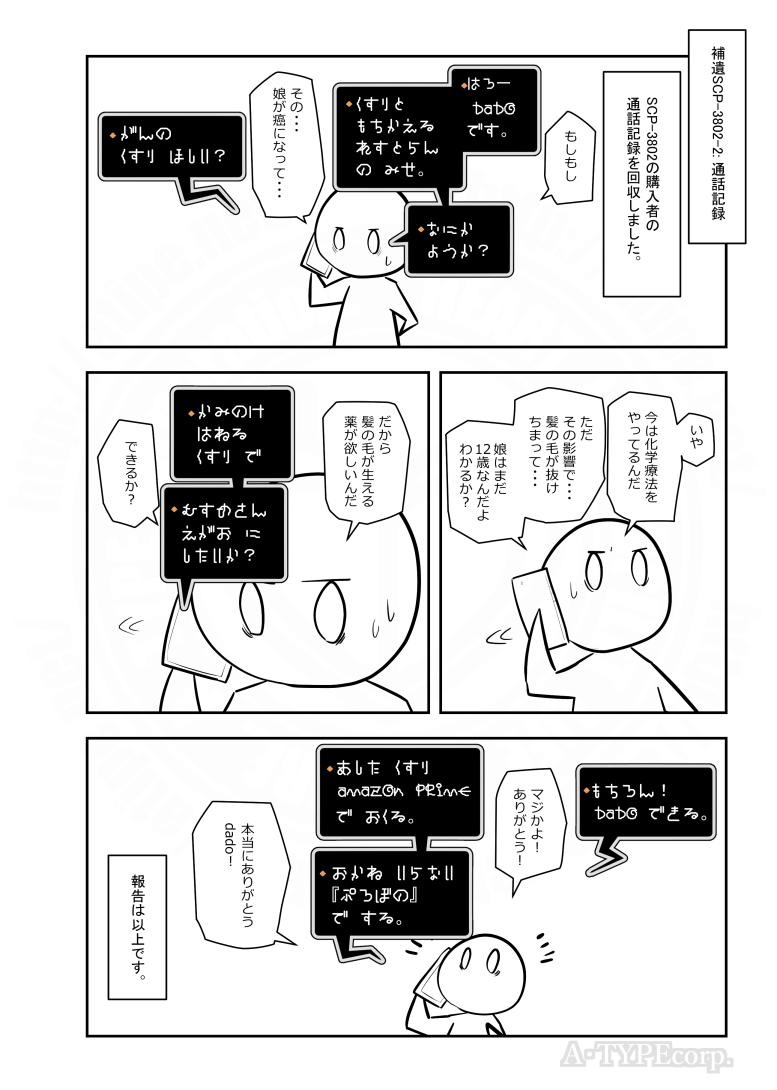 補遺SCP-3802-2: 通話記録
SCP-3802の購入者の
通話記録を回収しました。
もしもし
はろー
DaDO
です。
くすりと
もちかえる
れすとらん
の みせ。
なにか
ようか?
その・・・
娘が癌になって・・・
がんの
くすり ほしい?
いや
今は化学療法を
やってるんだ
ただ
その影響で・・・
髪の毛が抜け
ちまって・・・
娘はまだ
12歳なんだよ
わかるか?
だから
髪の毛が生える
薬が欲しいんだ
かみのけ
はねる
くすり で
むすめさん
えがお に
したいか?
できるか?
もちろん!
DaDO できる。
マジかよ!
ありがとう!
あした くすり
amazon PRIME
で おくる。
おかね いらない
『ぷろぼの』
で する。
本当にありがとう
dado!
報告は以上です。
A-TYPEcorp.